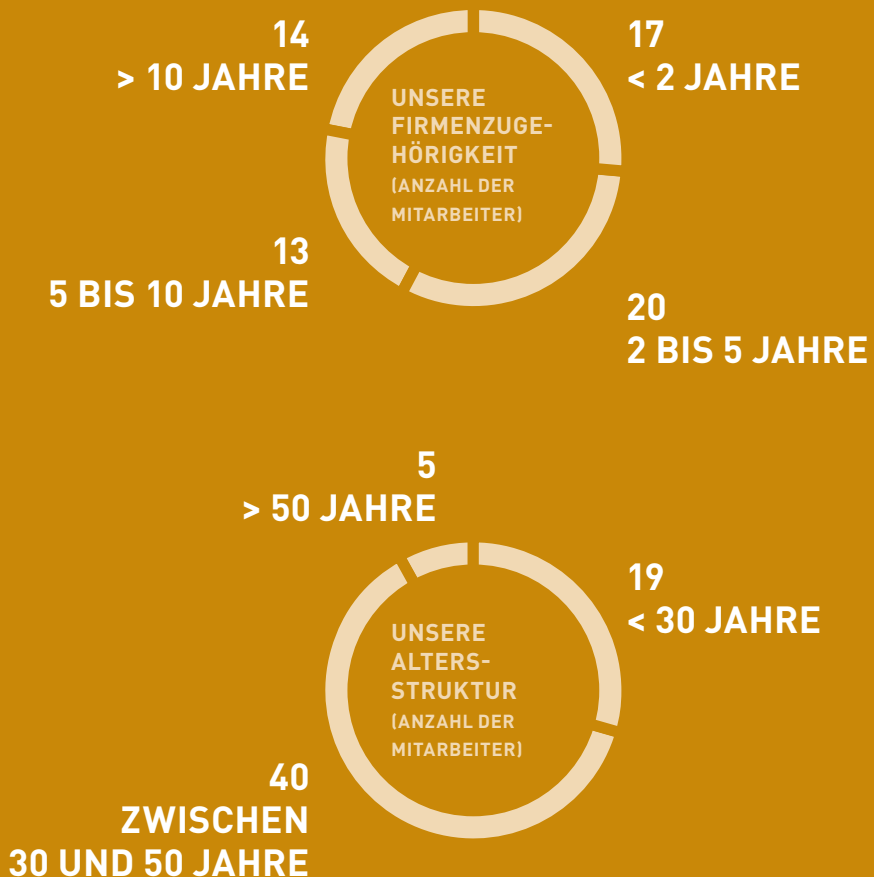 14
> 10 JAHRE
17
< 2 JAHRE
UNSERE
FIRMENZUGE-
HÖRIGKEIT
(ANZAHL DER
MITARBEITER)
13
5 BIS 10 JAHRE
20
2 BIS 5 JAHRE
5
> 50 JAHRE
19
< 30 JAHRE
UNSERE
ALTERS-
STRUKTUR
(ANZAHL DER
MITARBEITER)
40
ZWISCHEN
30 UND 50 JAHRE